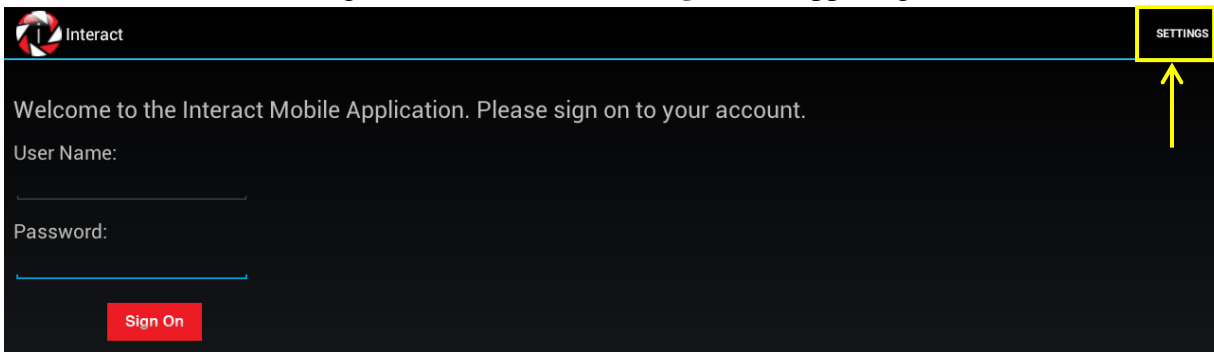 Interact
SETTINGS
Welcome to the Interact Mobile Application. Please sign on to your account.
User Name:
Password:
Sign On